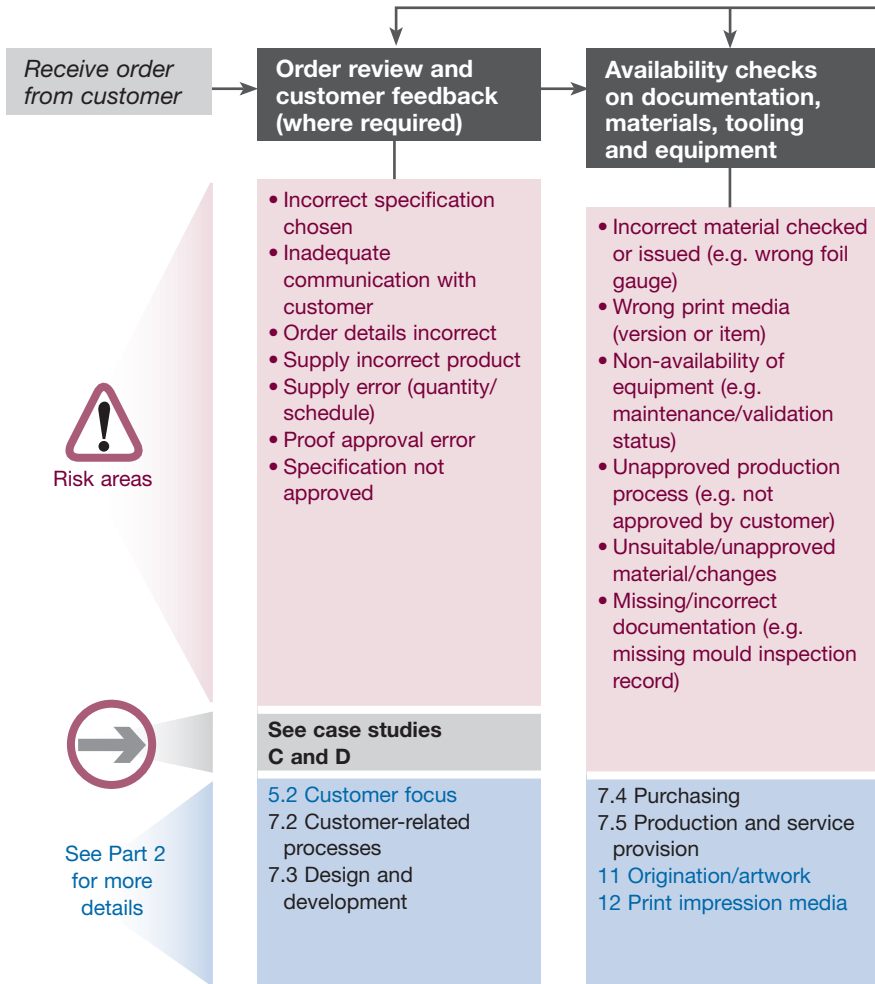 Receive order
from customer
Order review and
customer feedback
(where required)
Availability checks
on documentation,
materials, tooling
and equipment
• Incorrect specification
chosen
• Inadequate
communication with
customer
• Order details incorrect
• Supply incorrect product
• Supply error (quantity/
schedule)
• Proof approval error
• Specification not
approved
• Incorrect material checked
or issued (e.g. wrong foil
gauge)
• Wrong print media
(version or item)
• Non-availability of
equipment (e.g.
maintenance/validation
status)
• Unapproved production
process (e.g. not
approved by customer)
• Unsuitable/unapproved
material/changes
• Missing/incorrect
documentation (e.g.
missing mould inspection
record)
Risk areas
See case studies
C and D
See Part 2
for more
details
5.2 Customer focus
7.2 Customer-related
processes
7.3 Design and
development
7.4 Purchasing
7.5 Production and service
provision
11 Origination/artwork
12 Print impression media